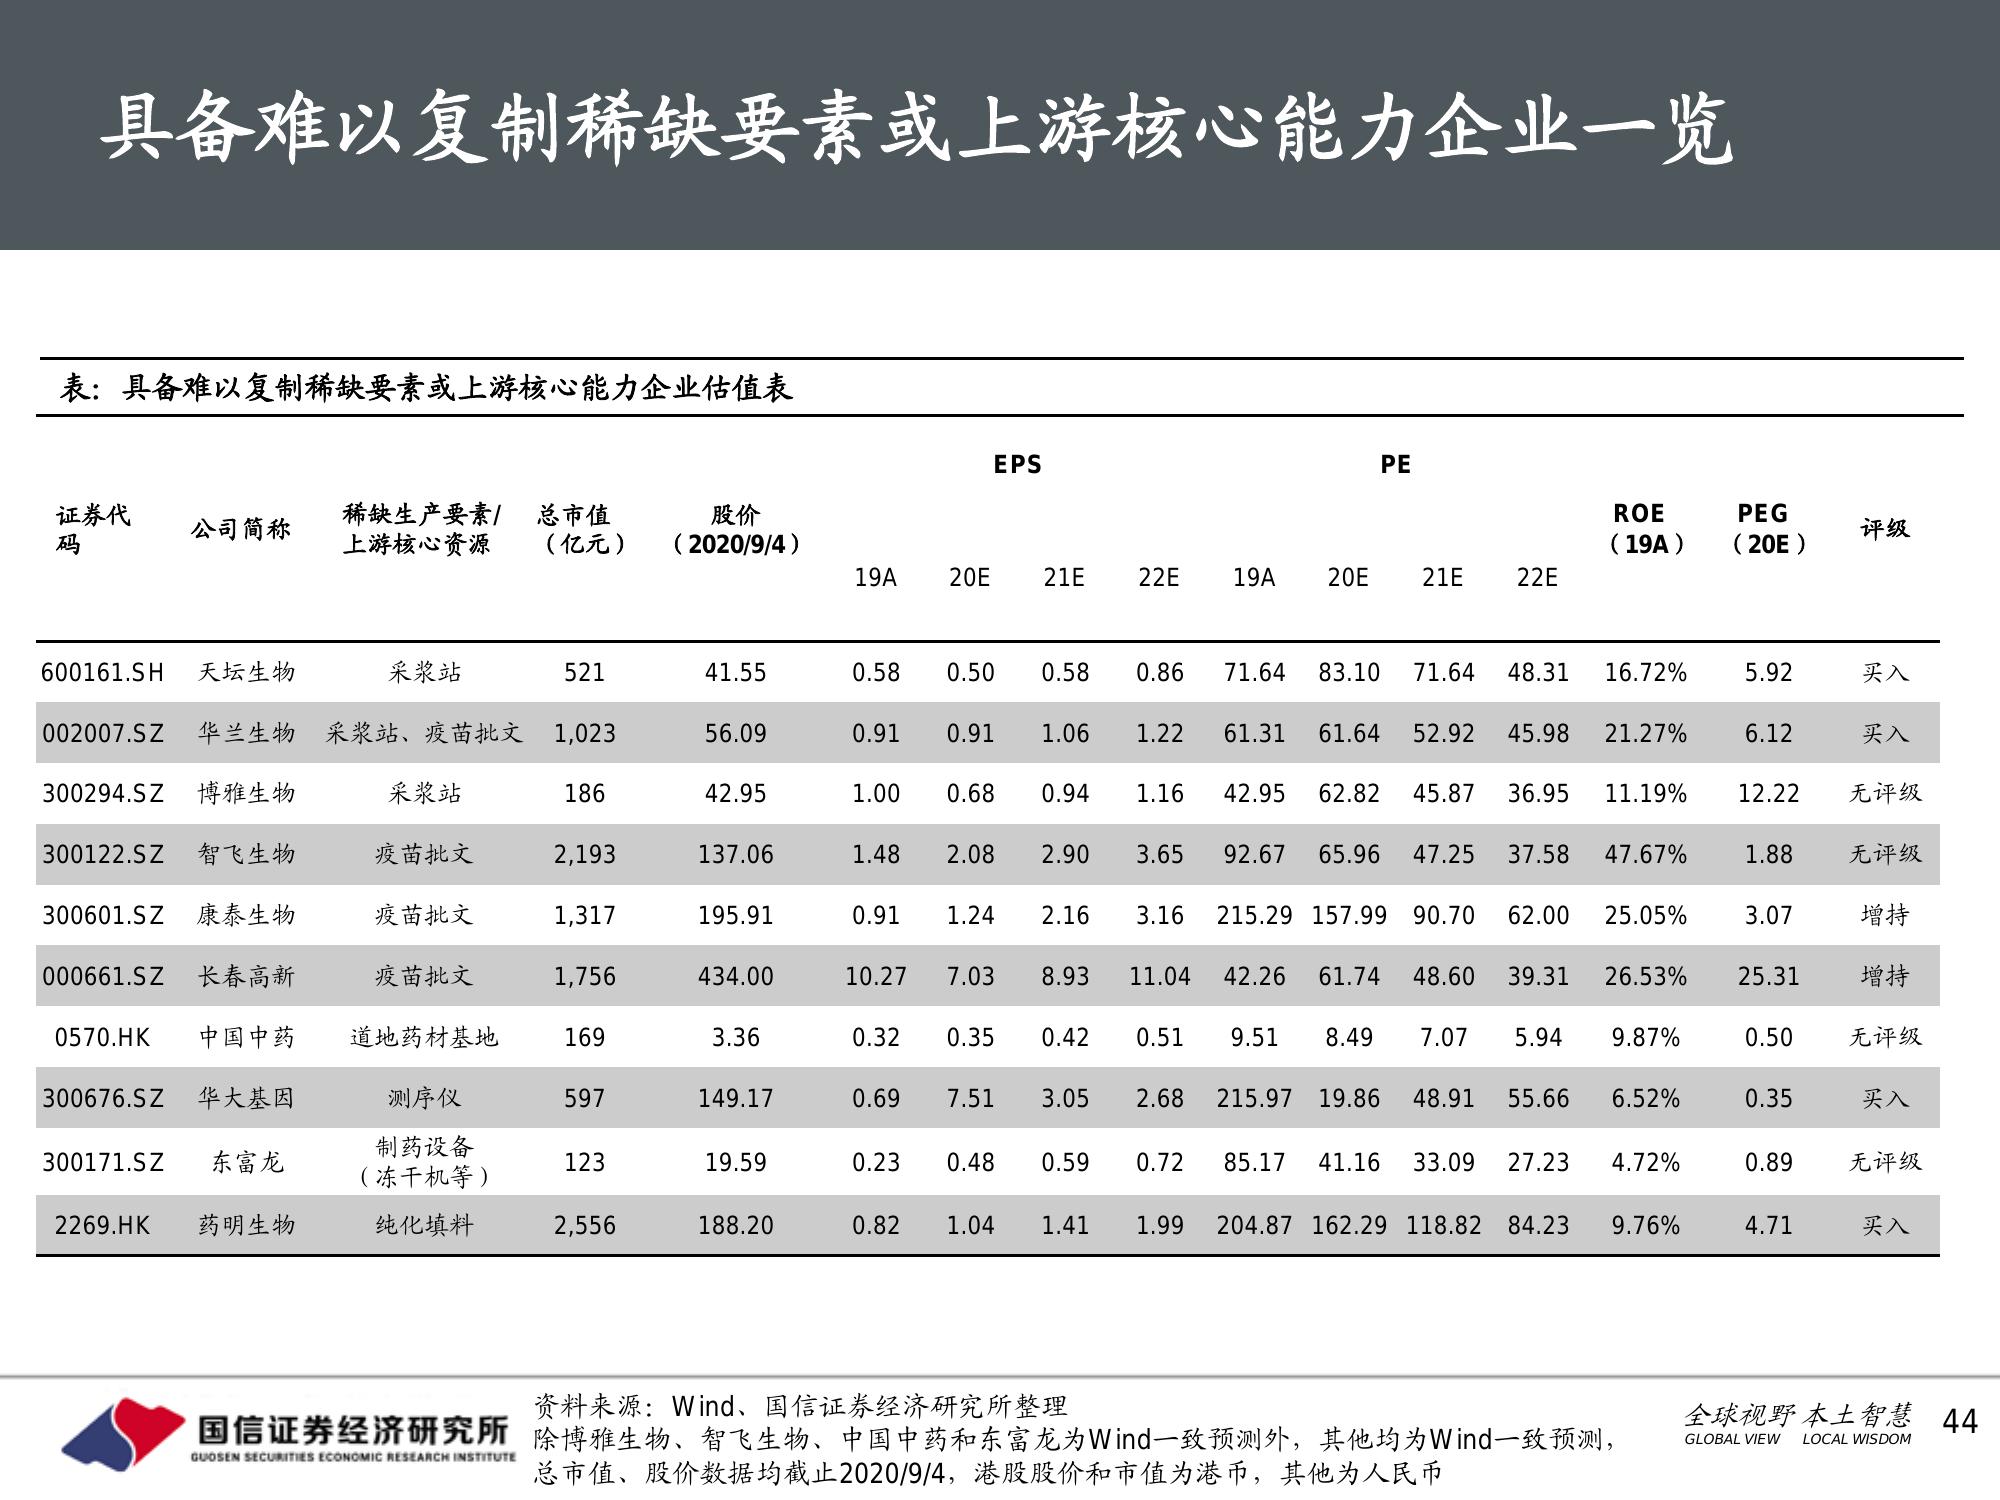 具备难以复制稀缺要素或上游核心能力企业一览
表：具备难以复制稀缺要素或上游核心能力企业估值表
证券代码 公司简称 稀缺生产要素/上游核心资源 总市值（亿元） 股价（2020/9/4） EPS PE ROE（19A） PEG（20E） 评级
19A 20E 21E 22E 19A 20E 21E 22E
600161.SH 天坛生物 采浆站 521 41.55 0.58 0.50 0.58 0.86 71.64 83.10 71.64 48.31 16.72% 5.92 买入
002007.SZ 华兰生物 采浆站、疫苗批文 1,023 56.09 0.91 0.91 1.06 1.22 61.31 61.64 52.92 45.98 21.27% 6.12 买入
300294.SZ 博雅生物 采浆站 186 42.95 1.00 0.68 0.94 1.16 42.95 62.82 45.87 36.95 11.19% 12.22 无评级
300122.SZ 智飞生物 疫苗批文 2,193 137.06 1.48 2.08 2.90 3.65 92.67 65.96 47.25 37.58 47.67% 1.88 无评级
300601.SZ 康泰生物 疫苗批文 1,317 195.91 0.91 1.24 2.16 3.16 215.29 157.99 90.70 62.00 25.05% 3.07 增持
000661.SZ 长春高新 疫苗批文 1,756 434.00 10.27 7.03 8.93 11.04 42.26 61.74 48.60 39.31 26.53% 25.31 增持
0570.HK 中国中药 道地药材基地 169 3.36 0.32 0.35 0.42 0.51 9.51 8.49 7.07 5.94 9.87% 0.50 无评级
300676.SZ 华大基因 测序仪 597 149.17 0.69 7.51 3.05 2.68 215.97 19.86 48.91 55.66 6.52% 0.35 买入
300171.SZ 东富龙 制药设备（冻干机等） 123 19.59 0.23 0.48 0.59 0.72 85.17 41.16 33.09 27.23 4.72% 0.89 无评级
2269.HK 药明生物 纯化填料 2,556 188.20 0.82 1.04 1.41 1.99 204.87 162.29 118.82 84.23 9.76% 4.71 买入
国信证券经济研究所
GUOSEN SECURITIES ECONOMIC RESEARCH INSTITUTE
资料来源：Wind、国信证券经济研究所整理
除博雅生物、智飞生物、中国中药和东富龙为Wind一致预测外，其他均为Wind一致预测，
总市值、股价数据均截止2020/9/4，港股股价和市值为港币，其他为人民币
全球视野 本土智慧
GLOBAL VIEW LOCAL WISDOM
44